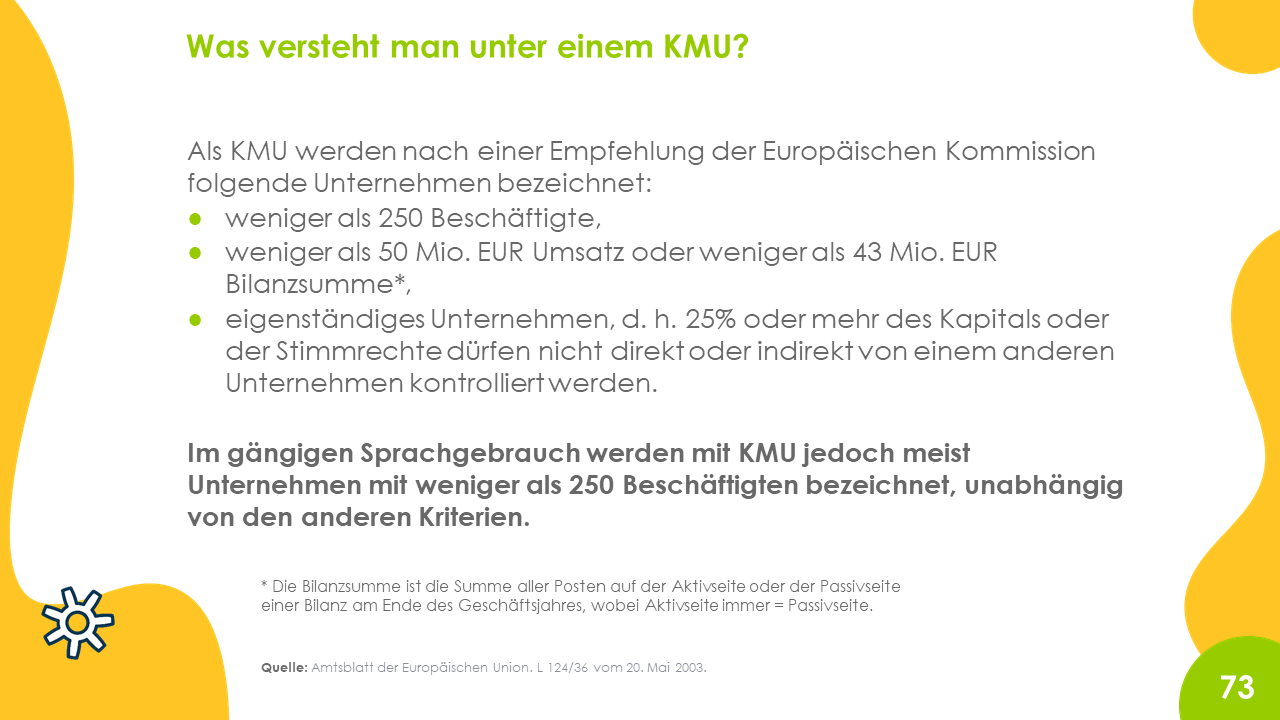 Was versteht man unter einem KMU?
Als KMU werden nach einer Empfehlung der Europäischen Kommission
folgende Unternehmen bezeichnet:
● weniger als 250 Beschäftigte,
● weniger als 50 Mio. EUR Umsatz oder weniger als 43 Mio. EUR
Bilanzsumme*,
● eigenständiges Unternehmen, d. h. 25% oder mehr des Kapitals oder
der Stimmrechte dürfen nicht direkt oder indirekt von einem anderen
Unternehmen kontrolliert werden.
Im gängigen Sprachgebrauch werden mit KMU jedoch meist
Unternehmen mit weniger als 250 Beschäftigten bezeichnet, unabhängig
von den anderen Kriterien.
* Die Bilanzsumme ist die Summe aller Posten auf der Aktivseite oder der Passivseite
einer Bilanz am Ende des Geschäftsjahres, wobei Aktivseite immer = Passivseite.
Quelle: Amtsblatt der Europäischen Union. L 124/36 vom 20. Mai 2003.
73